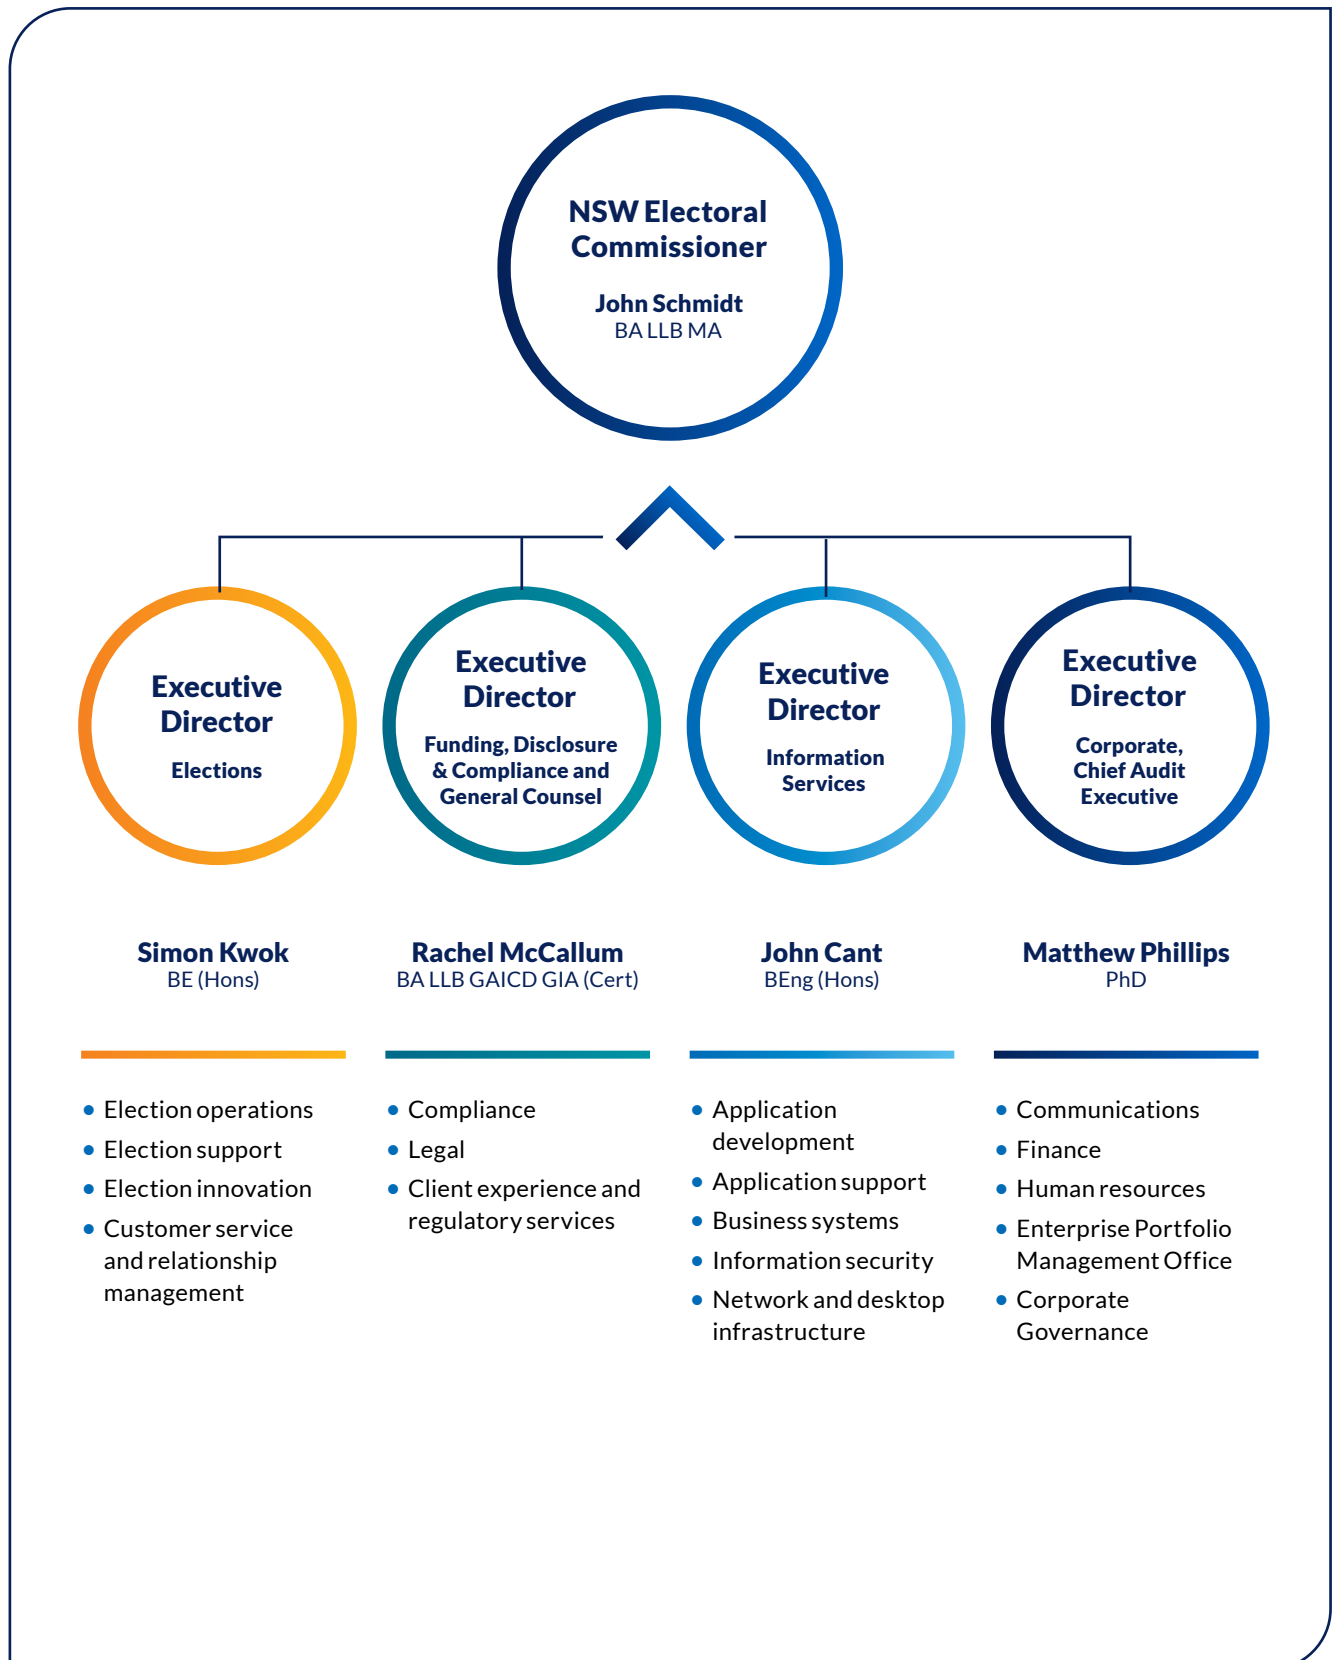 NSW Electoral
Commissioner
John Schmidt
BA LLB MA
Executive
Director
Elections
Simon Kwok
BE (Hons)
• Election operations
• Election support
• Election innovation
• Customer service
and relationship
management
Executive
Director
Funding, Disclosure
& Compliance and
General Counsel
Rachel McCallum
BA LLB GAICD GIA (Cert)
• Compliance
• Legal
• Client experience and
regulatory services
Executive
Director
Information
Services
John Cant
BEng (Hons)
• Application
development
• Application support
• Business systems
• Information security
• Network and desktop
infrastructure
Executive
Director
Corporate,
Chief Audit
Executive
Matthew Phillips
PhD
• Communications
• Finance
• Human resources
• Enterprise Portfolio
Management Office
• Corporate
Governance